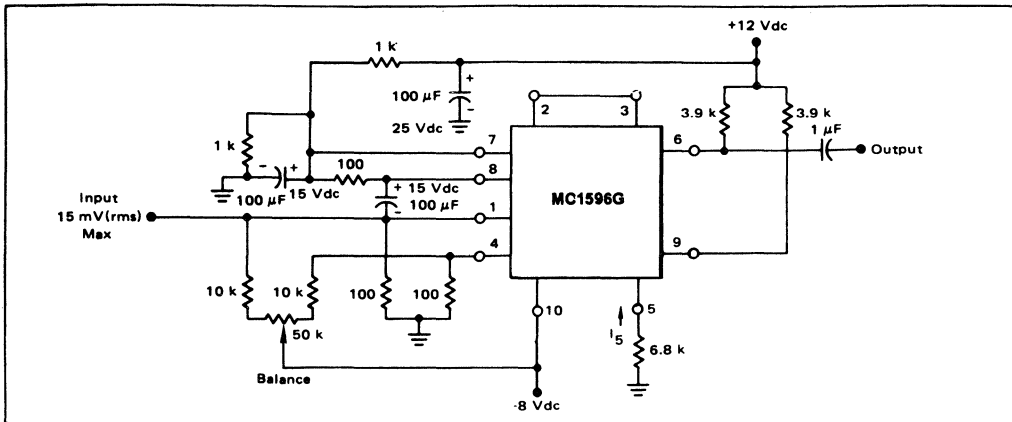 +12 Vdc
1 k
+
100 µF
-
25 Vdc
2
3
3.9 k
3.9 k
1 µF
6
Output
1 k
7
-
+
15 Vdc
100
8
100 µF
+
15 Vdc
100 µF
-
MC1596G
Input
15 mV(rms)
Max
1
4
9
10 k
10 k
100
100
50 k
10
5
I5
6.8 k
Balance
-8 Vdc